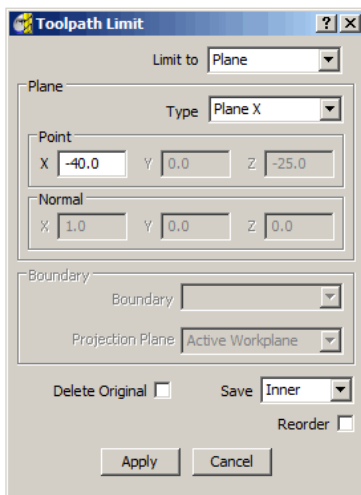 Toolpath Limit
Limit to Plane
Plane
Type Plane X
Point
X -40.0 Y 0.0 Z -25.0
Normal
X 1.0 Y 0.0 Z 0.0
Boundary
Boundary
Projection Plane Active Workplane
Delete Original Save Inner
Reorder
Apply Cancel